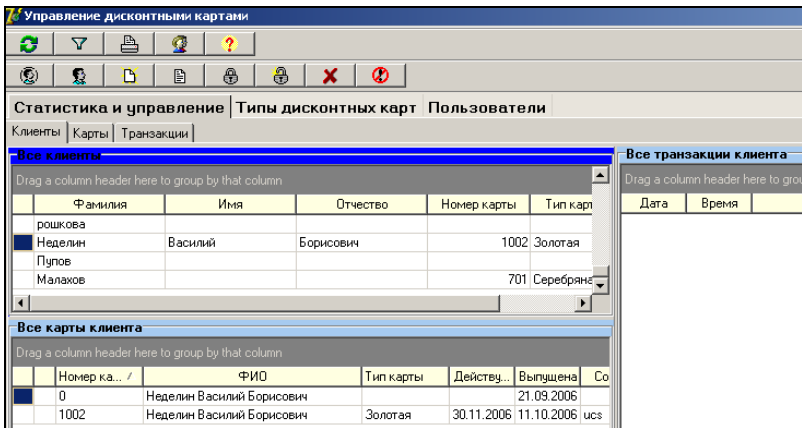 Управление дисконтными картами
?
Статистика и управление Типы дисконтных карт Пользователи
Клиенты Карты Транзакции
Все клиенты
Drag a column header here to group by that column
Фамилия Имя Отчество Номер карты Тип карт
рошкова
Неделин Василий Борисович 1002 Золотая
Пупов
Малахов 701 Серебряна
Все карты клиента
Drag a column header here to group by that column
Номер ка... / ФИО Тип карты Действу... Выпущена Со
0 Неделин Василий Борисович 21.09.2006
1002 Неделин Василий Борисович Золотая 30.11.2006 11.10.2006 ucs
Все транзакции клиента
Drag a column header here to grou
Дата Время